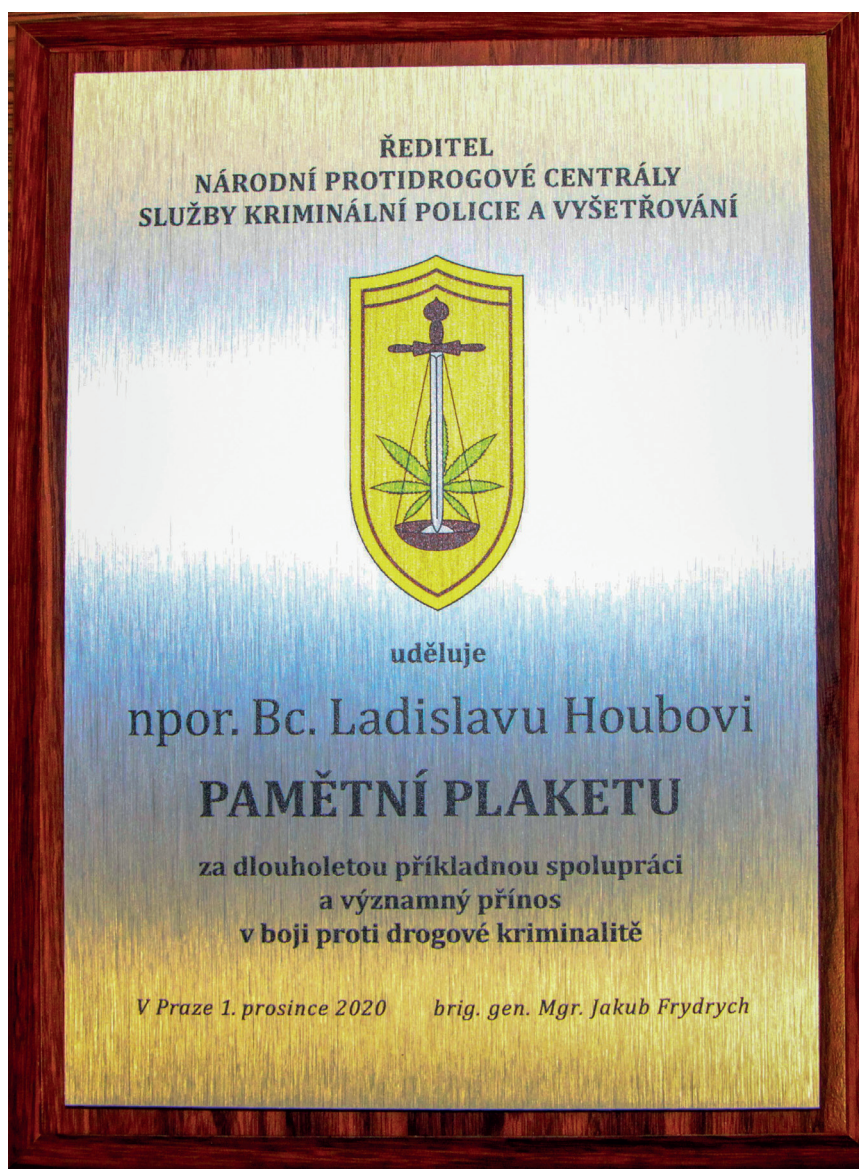 ŘEDITEL
NÁRODNÍ PROTIDROGOVÉ CENTRÁLY
SLUŽBY KRIMINÁLNÍ POLICIE A VYŠETŘOVÁNÍ
uděluje
npor. Bc. Ladislavu Houbovi
PAMĚTNÍ PLAKETU
za dlouholetou příkladnou spolupráci
a významný přínos
v boji proti drogové kriminalitě
V Praze 1. prosince 2020 brig. gen. Mgr. Jakub Frydrych